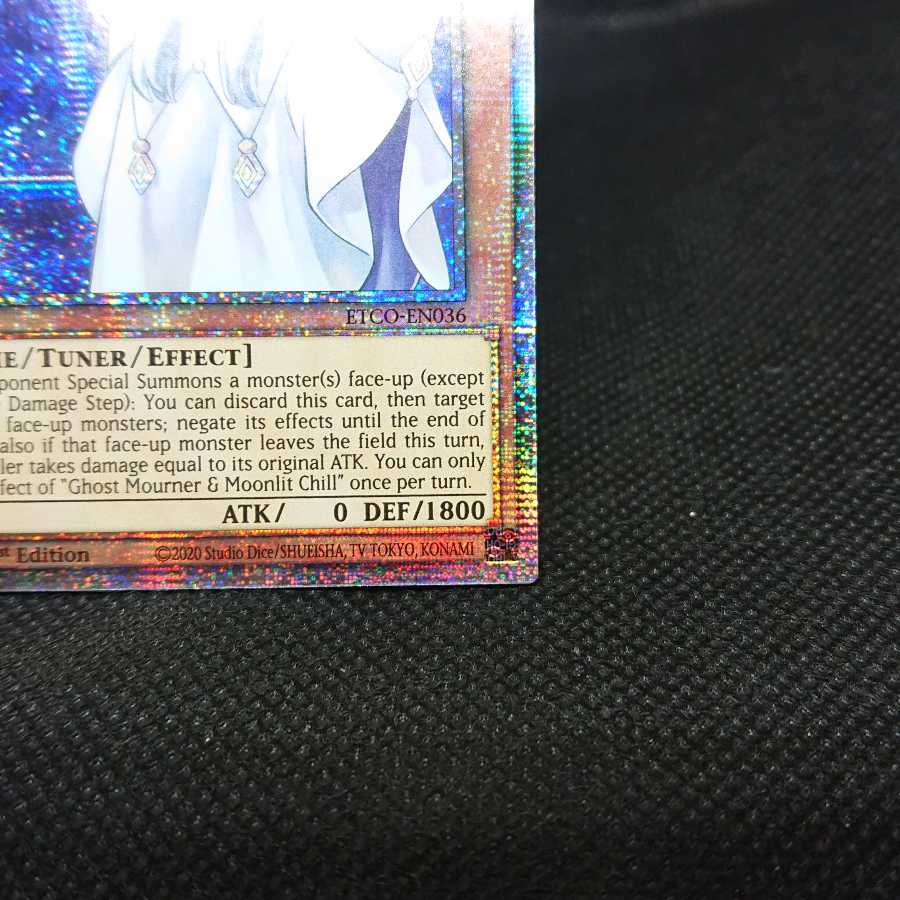 ETCO-EN036
IE/TUNER/EFFECT]
ponent Special Summons a monster(s) face-up (except
Damage Step): You can discard this card, then target
face-up monsters; negate its effects until the end of
also if that face-up monster leaves the field this turn,
ler takes damage equal to its original ATK. You can only
ffect of "Ghost Mourner & Moonlit Chill" once per turn.
ATK/ 0 DEF/1800
st Edition ©2020 Studio Dice/SHUEISHA, TV TOKYO, KONAMI